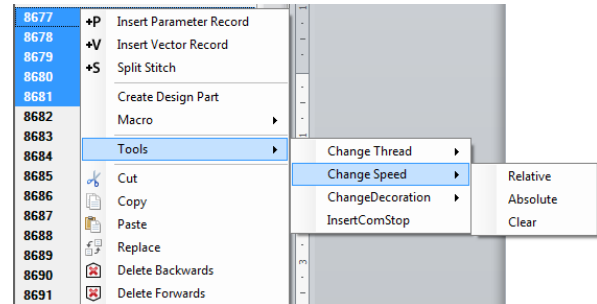 8677
8678
8679
8680
8681
8682
8683
8684
8685
8686
8687
8688
8689
8690
8691
+P Insert Parameter Record
+V Insert Vector Record
+S Split Stitch
Create Design Part
Macro
Tools
Cut
Copy
Paste
Replace
Delete Backwards
Delete Forwards
Change Thread
Change Speed
ChangeDecoration
InsertComStop
Relative
Absolute
Clear